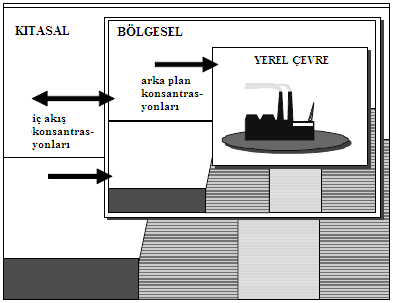 KITASAL
BÖLGESEL
YEREL ÇEVRE
arka plan
konsantras-
yonları
iç akış
konsantras-
yonları